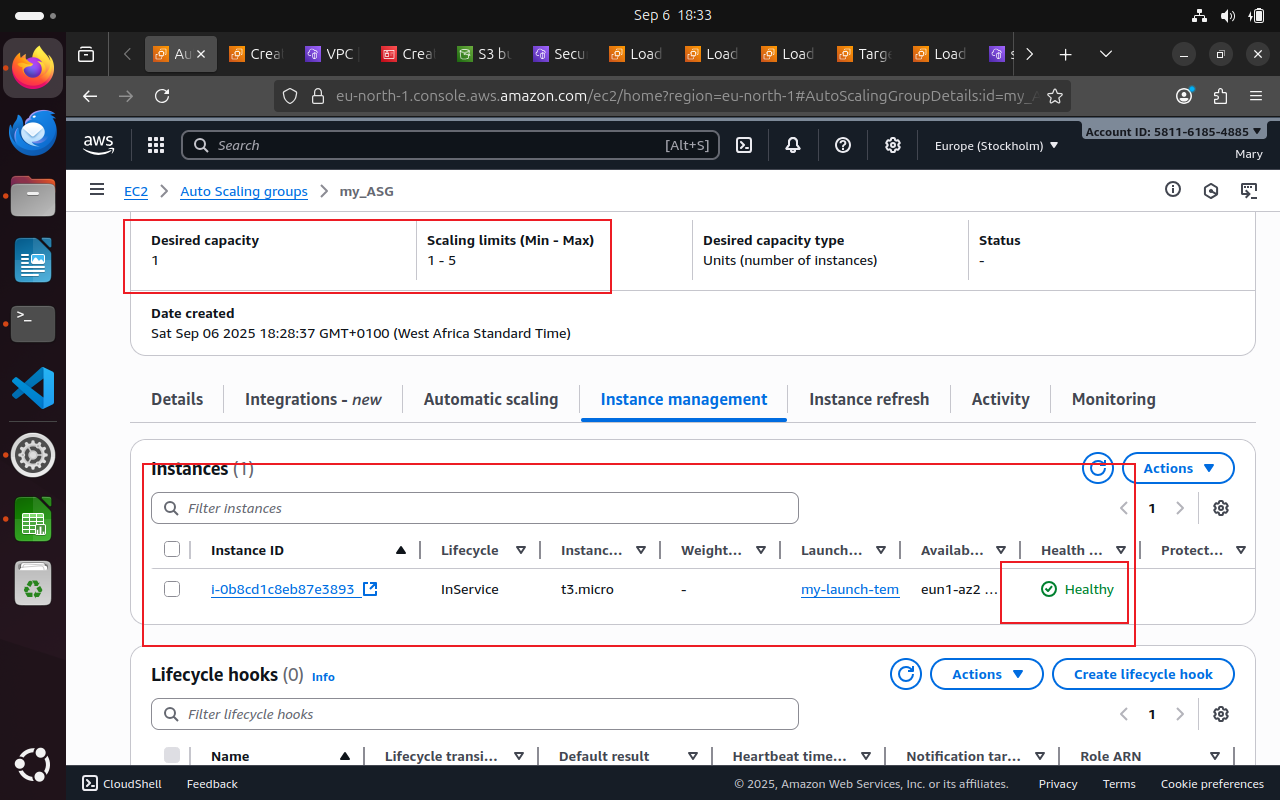 Sep 6 18:33
Au
Creat
VPC
Creat
S3 bu
Secu
Load
Load
Load
Targe
Load
s
eu-north-1.console.aws.amazon.com/ec2/home?region=eu-north-1#AutoScalingGroupDetails:id=my_A
aws
Search
[Alt+S]
Europe (Stockholm)
Account ID: 5811-6185-4885
Mary
EC2
Auto Scaling groups
my_ASG
Desired capacity
1
Scaling limits (Min - Max)
1 - 5
Desired capacity type
Units (number of instances)
Status
-
Date created
Sat Sep 06 2025 18:28:37 GMT+0100 (West Africa Standard Time)
Details
Integrations - new
Automatic scaling
Instance management
Instance refresh
Activity
Monitoring
Instances (1)
Actions
Filter instances
1
Instance ID
Lifecycle
Instanc...
Weight...
Launch...
Availab...
Health ...
Protect...
i-0b8cd1c8eb87e3893
InService
t3.micro
-
my-launch-tem
eun1-az2 ...
Healthy
Lifecycle hooks (0) Info
Actions
Create lifecycle hook
Filter lifecycle hooks
1
Name
Lifecycle transi...
Default result
Heartbeat time...
Notification tar...
Role ARN
CloudShell
Feedback
© 2025, Amazon Web Services, Inc. or its affiliates.
Privacy
Terms
Cookie preferences